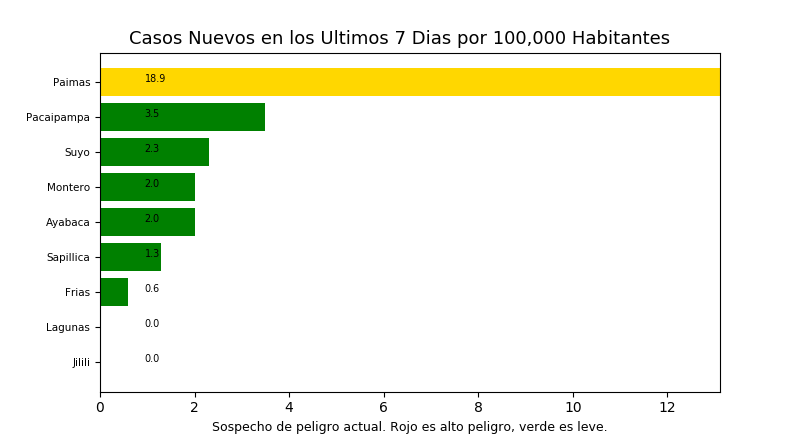 Casos Nuevos en los Ultimos 7 Dias por 100,000 Habitantes
Paimas 18.9
Pacaipampa 3.5
Suyo 2.3
Montero 2.0
Ayabaca 2.0
Sapillica 1.3
Frias 0.6
Lagunas 0.0
Jilili 0.0
0 2 4 6 8 10 12
Sospecho de peligro actual. Rojo es alto peligro, verde es leve.